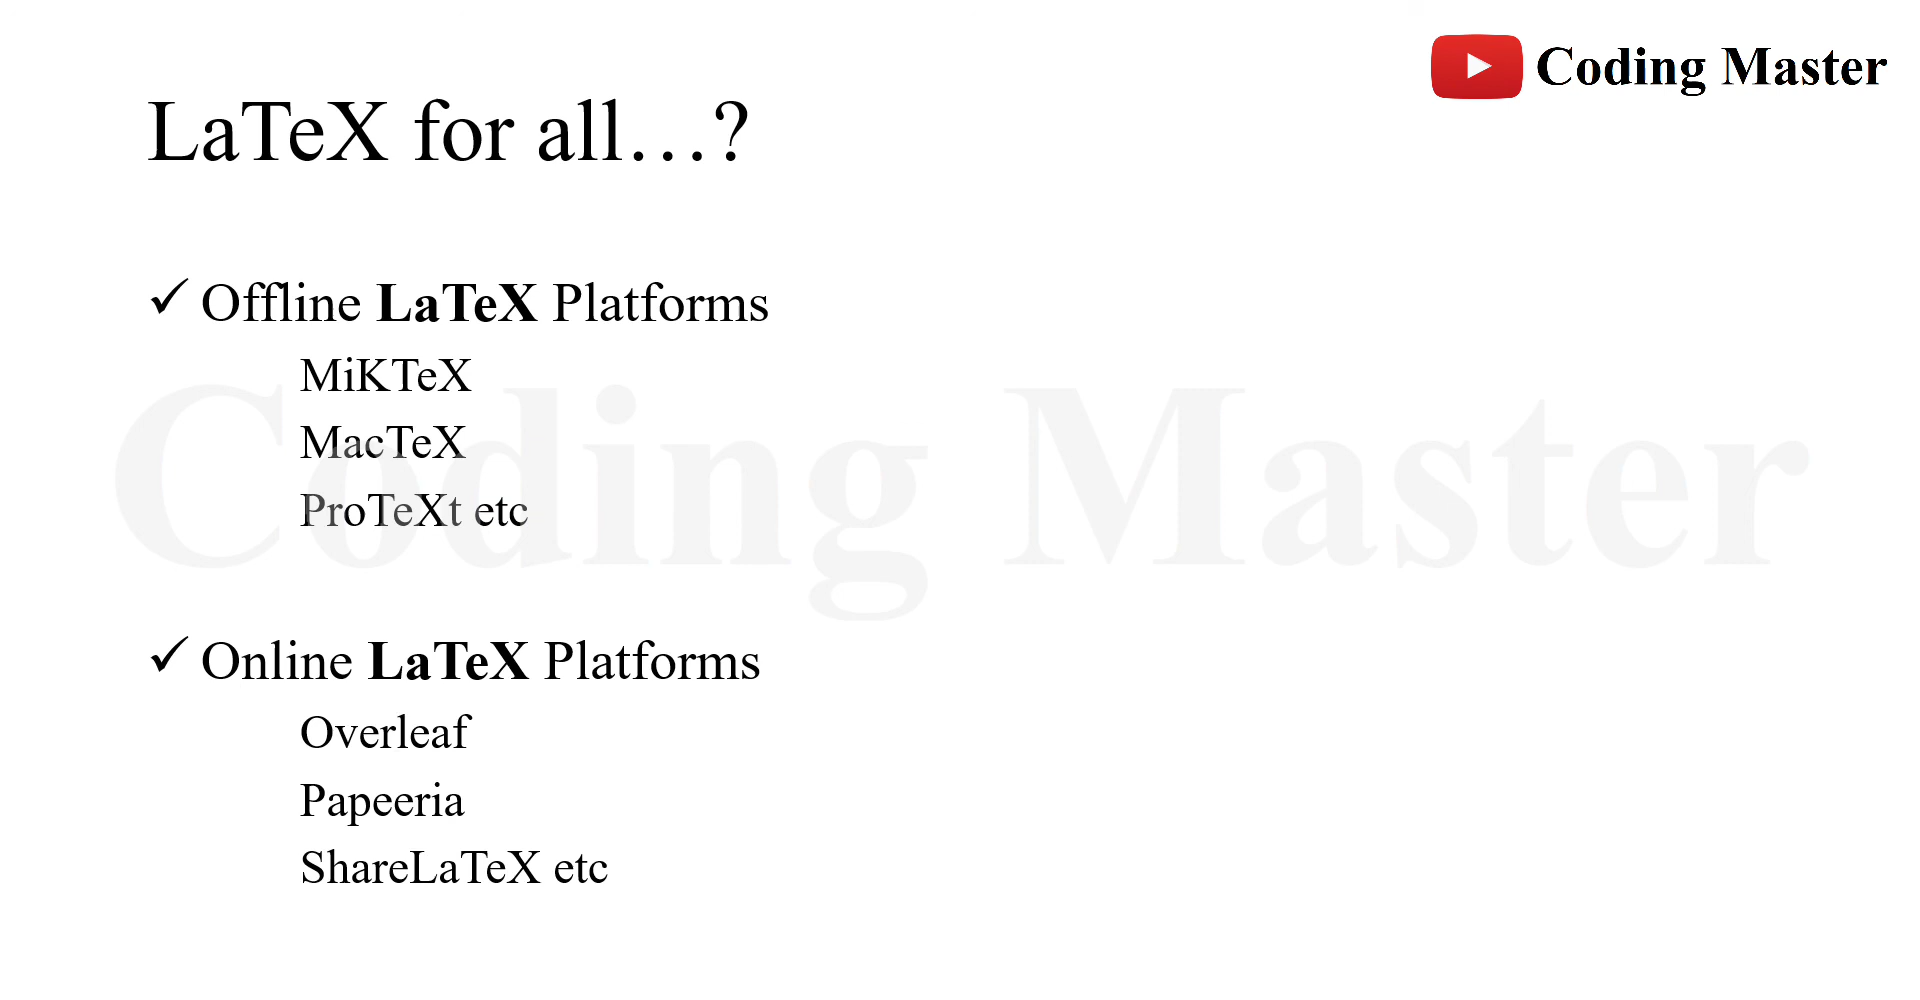 Coding Master
LaTeX for all…?
✓ Offline LaTeX Platforms
MiKTeX
MacTeX
ProTeXt etc
Coding Master
✓ Online LaTeX Platforms
Overleaf
Papeeria
ShareLaTeX etc